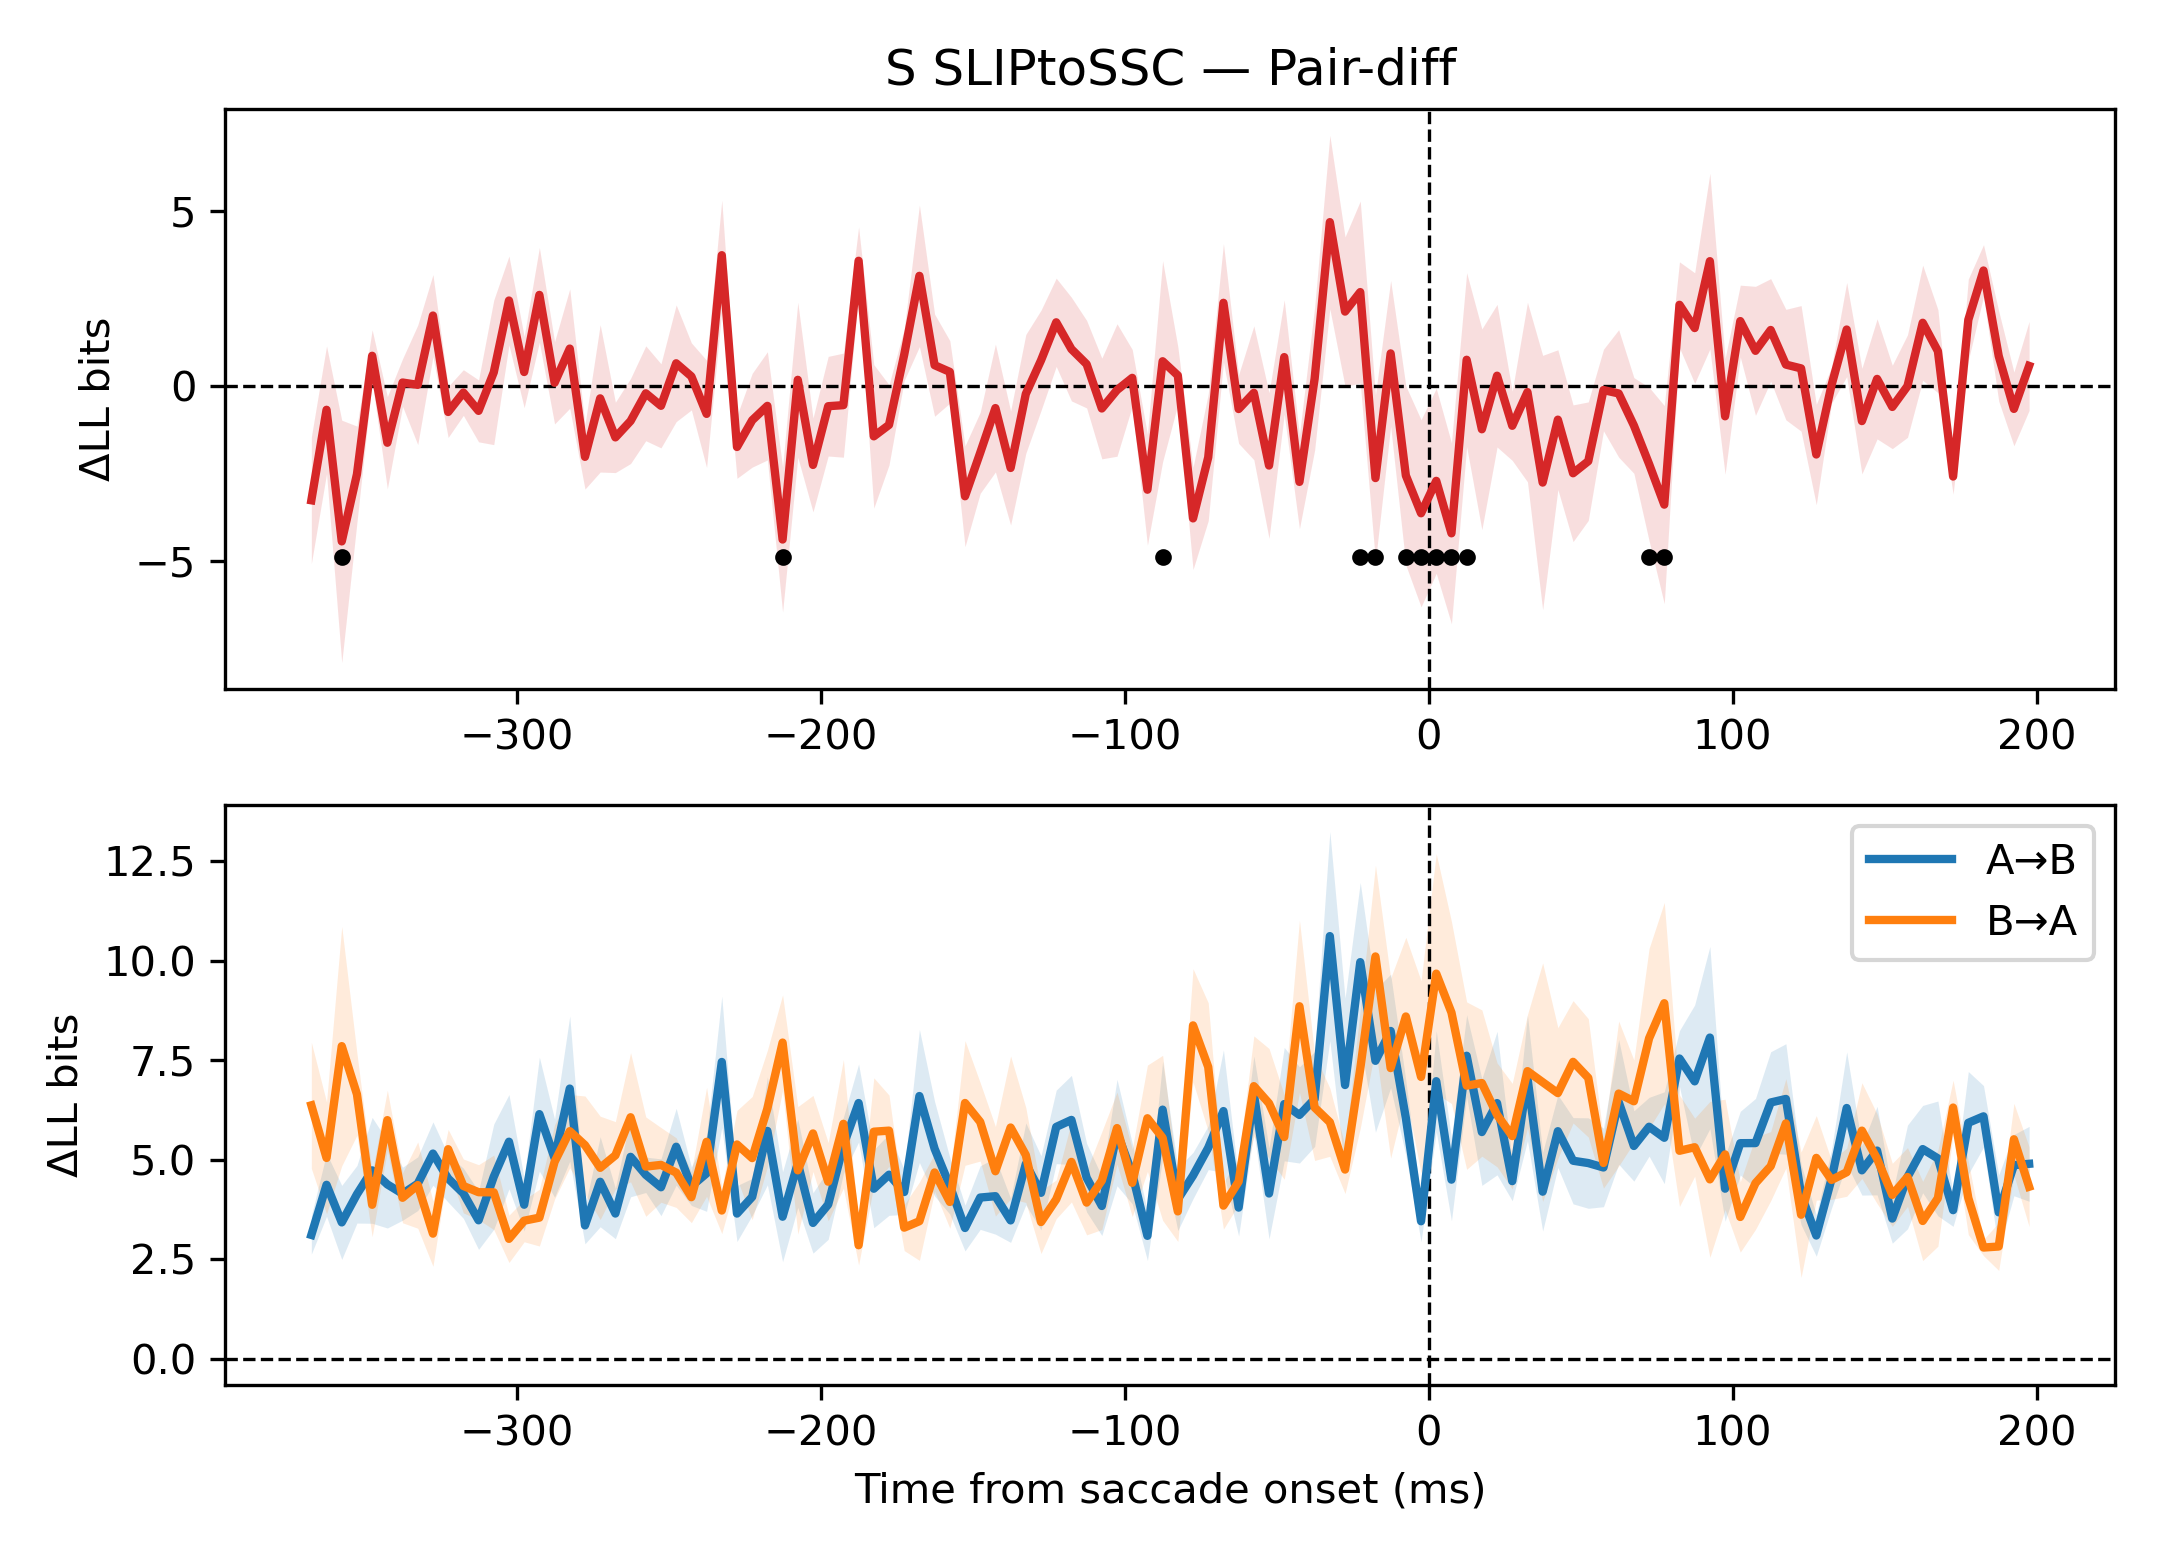 S SLIPtoSSC — Pair-diff
ΔLL bits
5
0
−5
−300 −200 −100 0 100 200
ΔLL bits
12.5
10.0
7.5
5.0
2.5
0.0
A→B
B→A
−300 −200 −100 0 100 200
Time from saccade onset (ms)